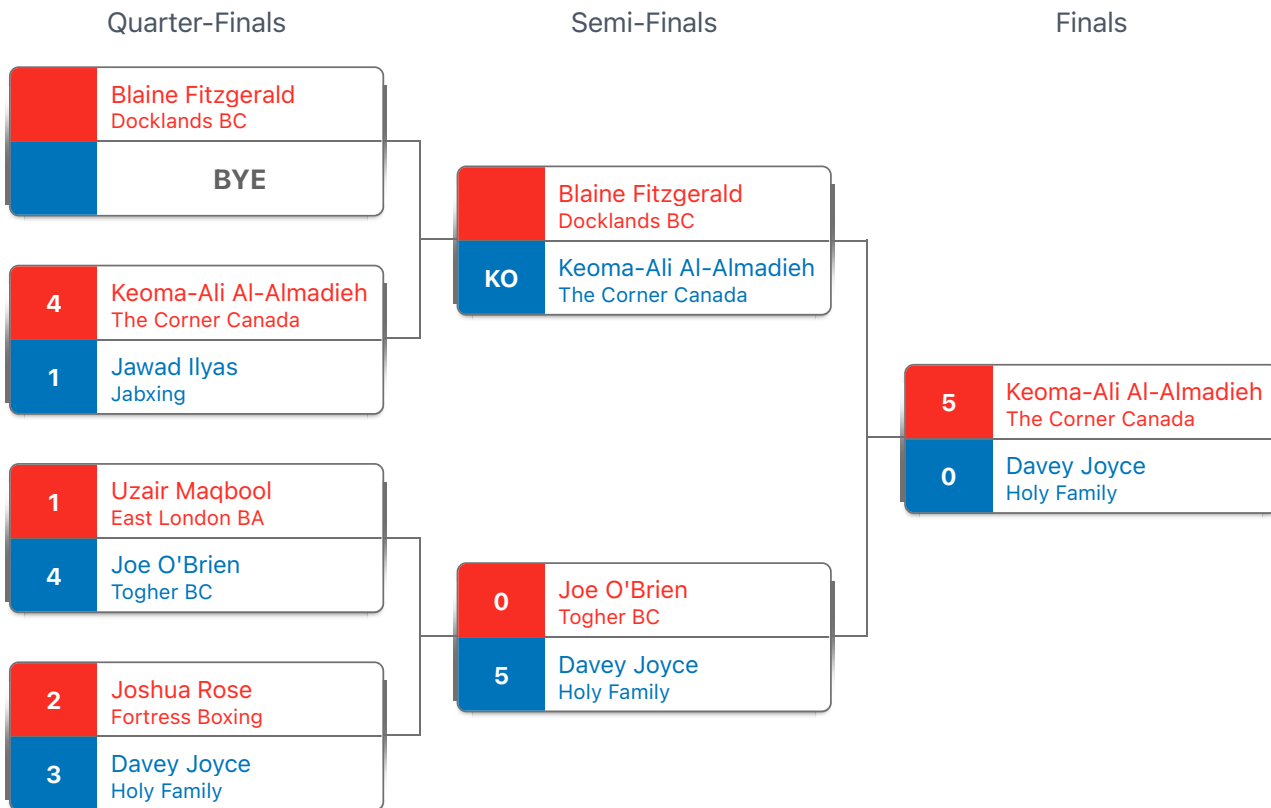 Quarter-Finals
Semi-Finals
Finals
Blaine Fitzgerald
Docklands BC
BYE
4
Keoma-Ali Al-Almadieh
The Corner Canada
1
Jawad Ilyas
Jabxing
1
Uzair Maqbool
East London BA
4
Joe O'Brien
Togher BC
2
Joshua Rose
Fortress Boxing
3
Davey Joyce
Holy Family
Blaine Fitzgerald
Docklands BC
KO
Keoma-Ali Al-Almadieh
The Corner Canada
0
Joe O'Brien
Togher BC
5
Davey Joyce
Holy Family
5
Keoma-Ali Al-Almadieh
The Corner Canada
0
Davey Joyce
Holy Family